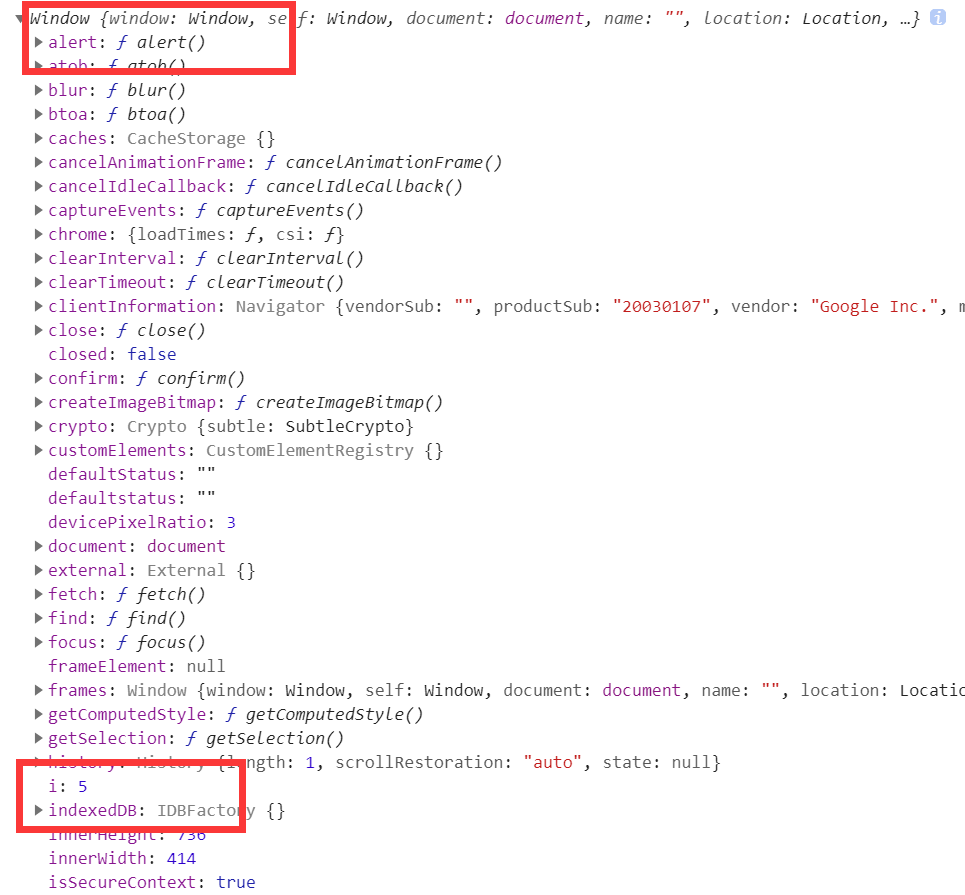 Window {window: Window, self: Window, document: document, name: "", location: Location, …} i
alert: ƒ alert()
atob: ƒ atob()
blur: ƒ blur()
btoa: ƒ btoa()
caches: CacheStorage {}
cancelAnimationFrame: ƒ cancelAnimationFrame()
cancelIdleCallback: ƒ cancelIdleCallback()
captureEvents: ƒ captureEvents()
chrome: {loadTimes: ƒ, csi: ƒ}
clearInterval: ƒ clearInterval()
clearTimeout: ƒ clearTimeout()
clientInformation: Navigator {vendorSub: "", productSub: "20030107", vendor: "Google Inc.", m
close: ƒ close()
closed: false
confirm: ƒ confirm()
createImageBitmap: ƒ createImageBitmap()
crypto: Crypto {subtle: SubtleCrypto}
customElements: CustomElementRegistry {}
defaultStatus: ""
defaultstatus: ""
devicePixelRatio: 3
document: document
external: External {}
fetch: ƒ fetch()
find: ƒ find()
focus: ƒ focus()
frameElement: null
frames: Window {window: Window, self: Window, document: document, name: "", location: Locatio
getComputedStyle: ƒ getComputedStyle()
getSelection: ƒ getSelection()
history: History {length: 1, scrollRestoration: "auto", state: null}
i: 5
indexedDB: IDBFactory {}
innerHeight: 736
innerWidth: 414
isSecureContext: true